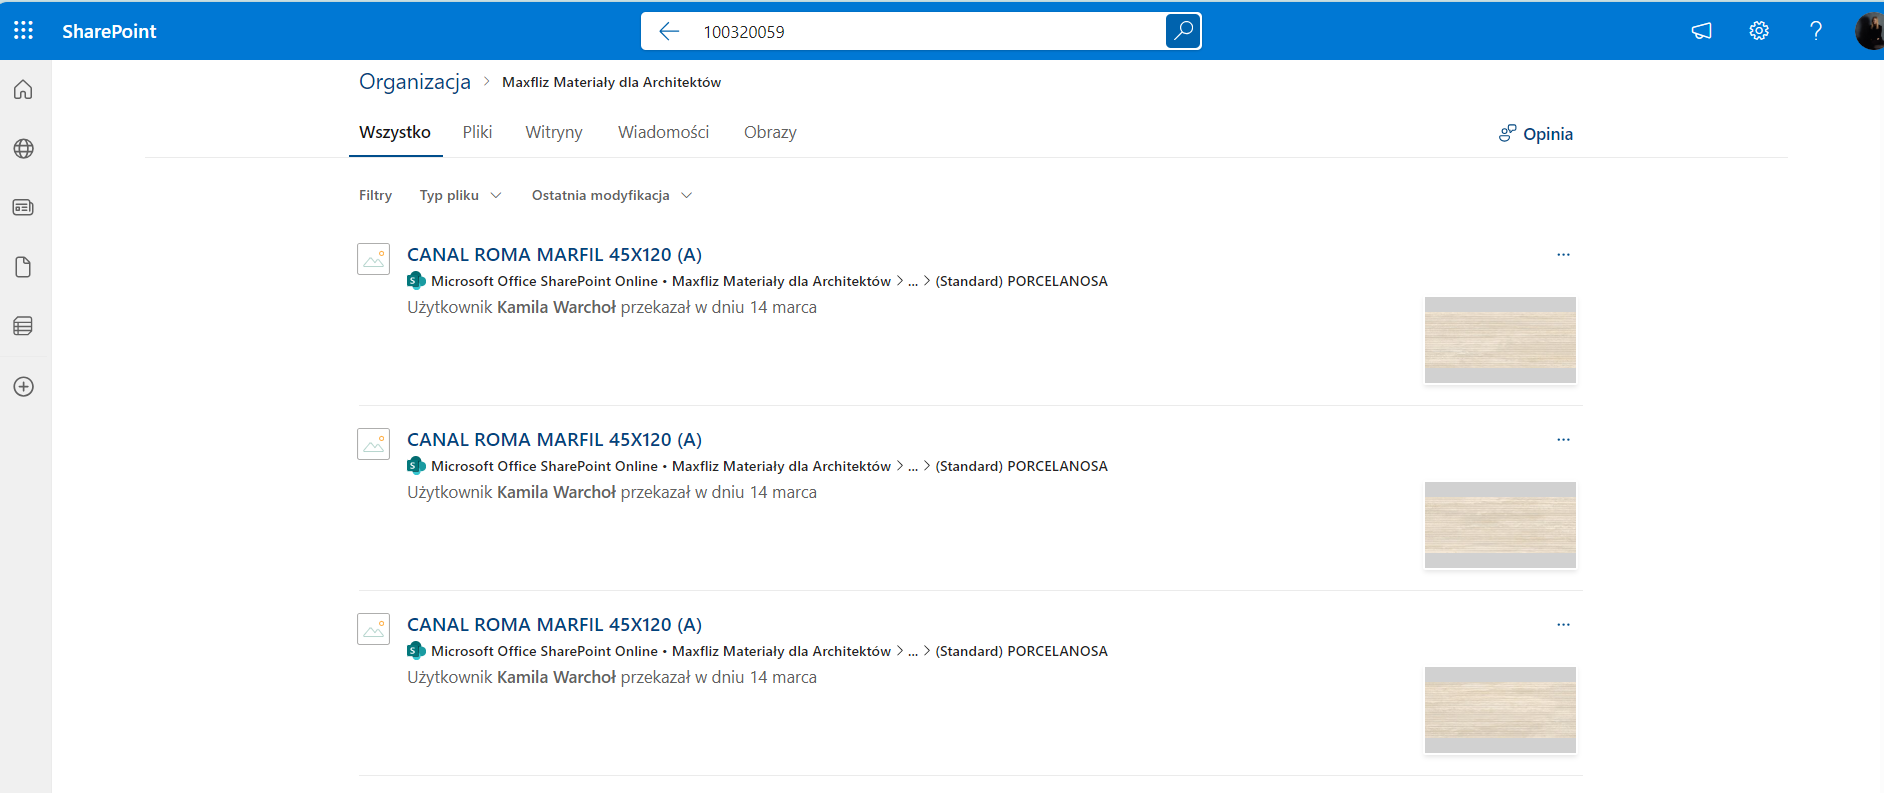 SharePoint
100320059
Organizacja > Maxfliz Materiały dla Architektów
Wszystko Pliki Witryny Wiadomości Obrazy
Opinia
Filtry Typ pliku Ostatnia modyfikacja
CANAL ROMA MARFIL 45X120 (A)
Microsoft Office SharePoint Online • Maxfliz Materiały dla Architektów > ... > (Standard) PORCELANOSA
Użytkownik Kamila Warchoł przekazał w dniu 14 marca
CANAL ROMA MARFIL 45X120 (A)
Microsoft Office SharePoint Online • Maxfliz Materiały dla Architektów > ... > (Standard) PORCELANOSA
Użytkownik Kamila Warchoł przekazał w dniu 14 marca
CANAL ROMA MARFIL 45X120 (A)
Microsoft Office SharePoint Online • Maxfliz Materiały dla Architektów > ... > (Standard) PORCELANOSA
Użytkownik Kamila Warchoł przekazał w dniu 14 marca